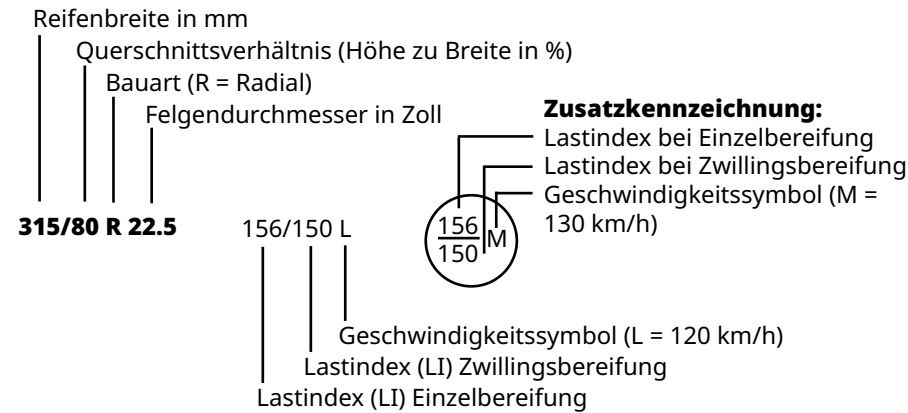 Reifenbreite in mm
Querschnittsverhältnis (Höhe zu Breite in %)
Bauart (R = Radial)
Felgendurchmesser in Zoll
Zusatzkennzeichnung:
Lastindex bei Einzelbereifung
Lastindex bei Zwillingsbereifung
Geschwindigkeitssymbol (M =
130 km/h)
315/80 R 22.5
156/150 L
156
150
M
Geschwindigkeitssymbol (L = 120 km/h)
Lastindex (LI) Zwillingsbereifung
Lastindex (LI) Einzelbereifung